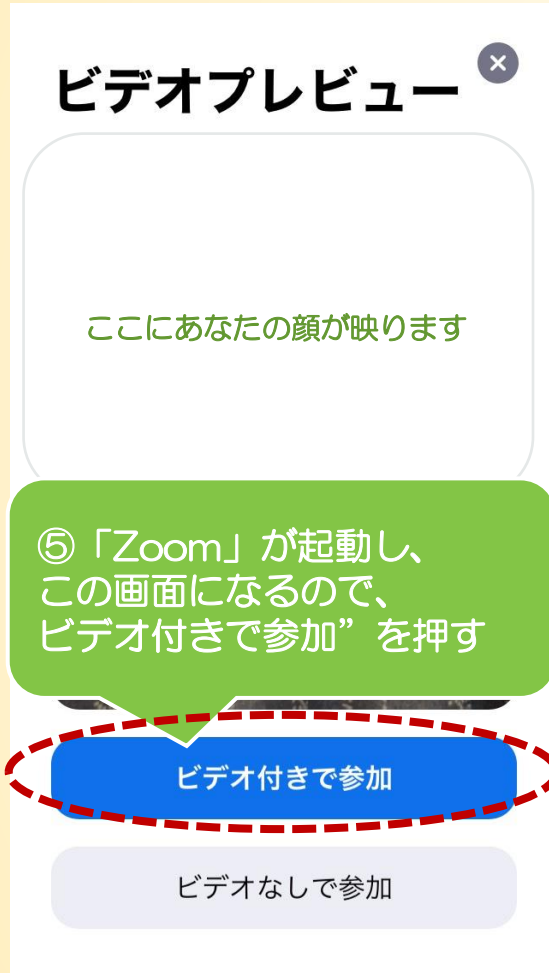 ビデオプレビュー
ここにあなたの顔が映ります
⑤「Zoom」が起動し、
この画面になるので、
ビデオ付きで参加”を押す
ビデオ付きで参加
ビデオなしで参加